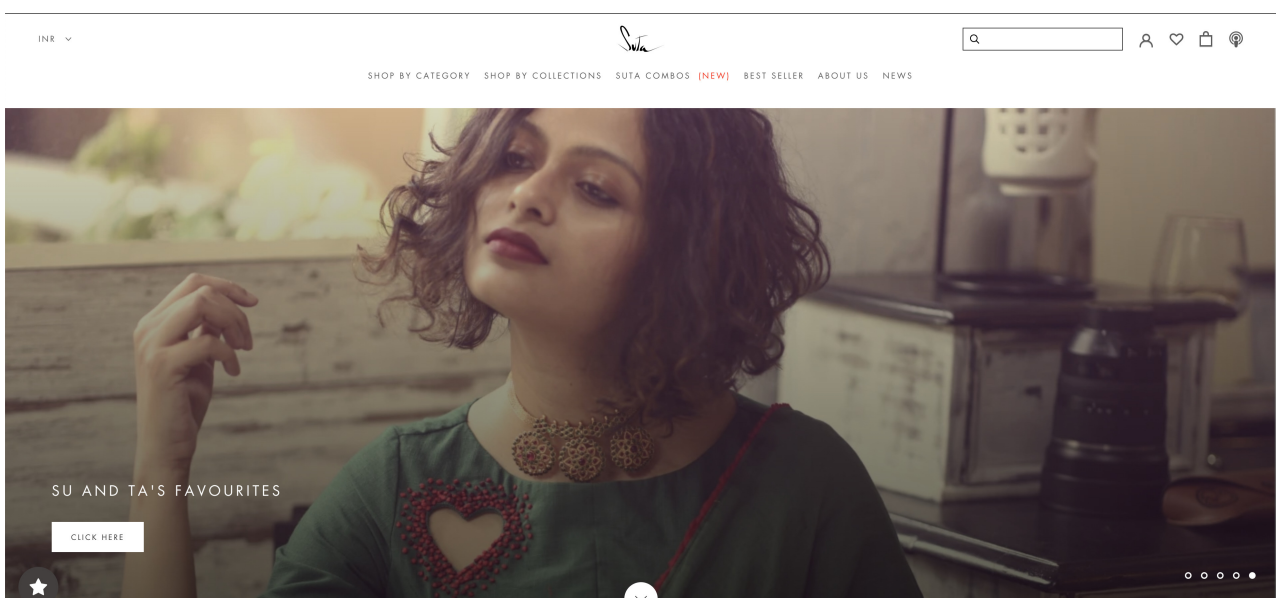 INR
Suta
SHOP BY CATEGORY SHOP BY COLLECTIONS SUTA COMBOS (NEW) BEST SELLER ABOUT US NEWS
SU AND TA'S FAVOURITES
CLICK HERE